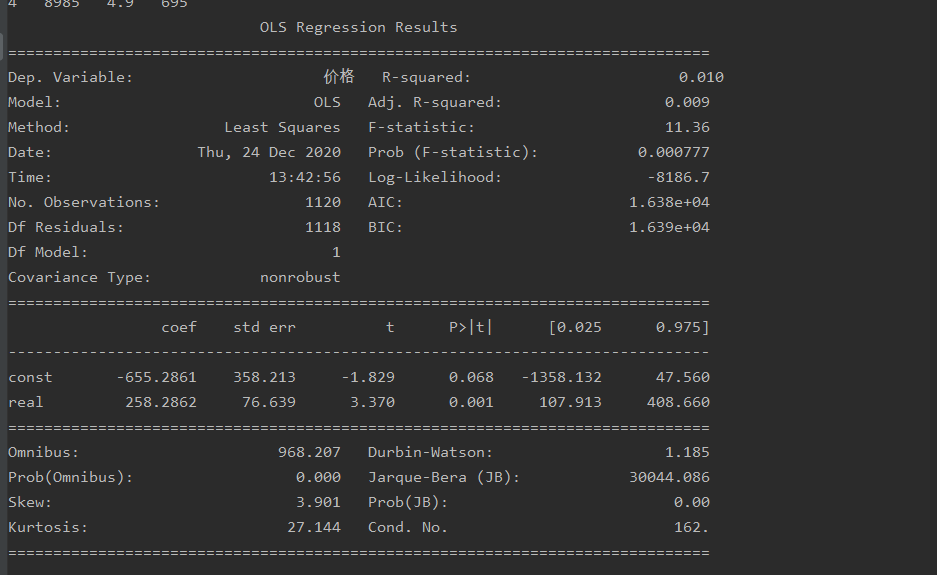 4 8985 4.9 695
OLS Regression Results
==============================================================================
Dep. Variable: 价格 R-squared: 0.010
Model: OLS Adj. R-squared: 0.009
Method: Least Squares F-statistic: 11.36
Date: Thu, 24 Dec 2020 Prob (F-statistic): 0.000777
Time: 13:42:56 Log-Likelihood: -8186.7
No. Observations: 1120 AIC: 1.638e+04
Df Residuals: 1118 BIC: 1.639e+04
Df Model: 1
Covariance Type: nonrobust
==============================================================================
coef std err t P>|t| [0.025 0.975]
------------------------------------------------------------------------------
const -655.2861 358.213 -1.829 0.068 -1358.132 47.560
real 258.2862 76.639 3.370 0.001 107.913 408.660
==============================================================================
Omnibus: 968.207 Durbin-Watson: 1.185
Prob(Omnibus): 0.000 Jarque-Bera (JB): 30044.086
Skew: 3.901 Prob(JB): 0.00
Kurtosis: 27.144 Cond. No. 162.
==============================================================================